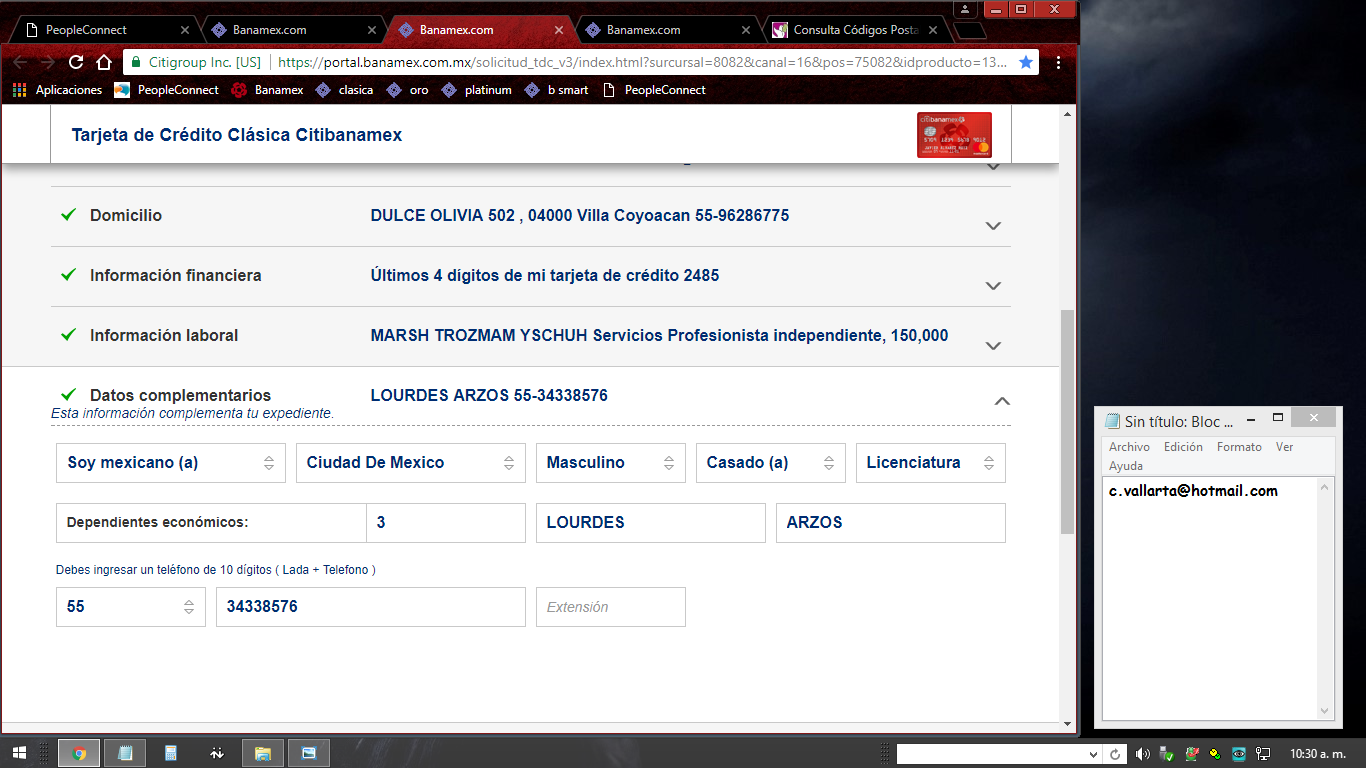 PeopleConnect
Banamex.com
Banamex.com
Banamex.com
Consulta Códigos Posta
Citigroup Inc. [US]
https://portal.banamex.com.mx/solicitud_tdc_v3/index.html?surcursal=8082&canal=16&pos=75082&idproducto=13...
Aplicaciones PeopleConnect Banamex clasica oro platinum b smart PeopleConnect
Tarjeta de Crédito Clásica Citibanamex
citibanamex
Domicilio DULCE OLIVIA 502 , 04000 Villa Coyoacan 55-96286775
Información financiera Últimos 4 dígitos de mi tarjeta de crédito 2485
Información laboral MARSH TROZMAM YSCHUH Servicios Profesionista independiente, 150,000
Datos complementarios LOURDES ARZOS 55-34338576
Esta información complementa tu expediente.
Soy mexicano (a) Ciudad De Mexico Masculino Casado (a) Licenciatura
Dependientes económicos: 3 LOURDES ARZOS
Debes ingresar un teléfono de 10 dígitos ( Lada + Telefono )
55 34338576 Extensión
Sin título: Bloc ...
Archivo Edición Formato Ver
Ayuda
c.vallarta@hotmail.com
10:30 a. m.